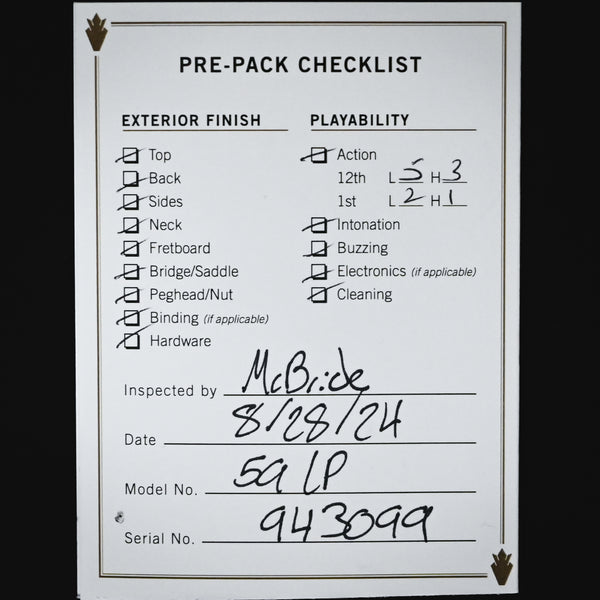 PRE-PACK CHECKLIST
EXTERIOR FINISH
Top
Back
Sides
Neck
Fretboard
Bridge/Saddle
Peghead/Nut
Binding (if applicable)
Hardware
PLAYABILITY
Action
12th L 5 H 3
1st L 2 H 1
Intonation
Buzzing
Electronics (if applicable)
Cleaning
Inspected by McBride
Date 8/28/24
Model No. 59 LP
Serial No. 943099